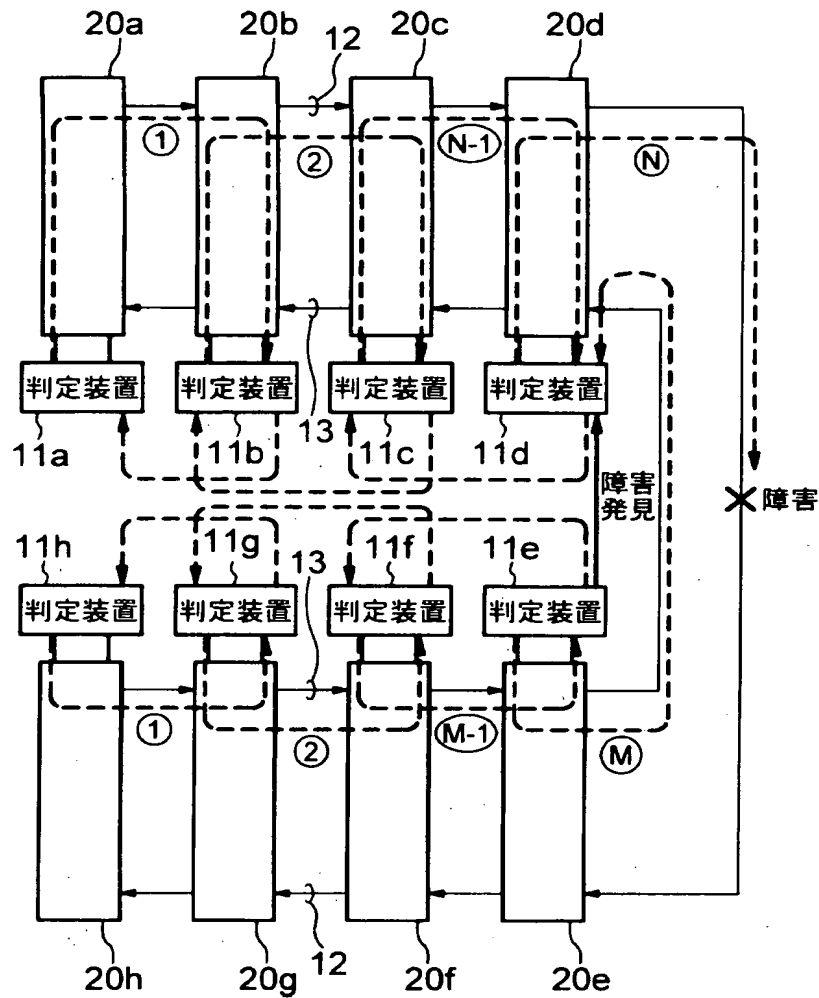 20a 20b 12 20c 20d
① ② N-1 N
判定装置 判定装置 判定装置 判定装置
11a 11b 13 11c 11d
障害
発見
障害
11h 11g 13 11f 11e
判定装置 判定装置 判定装置 判定装置
① ② M-1 M
20h 20g 12 20f 20e